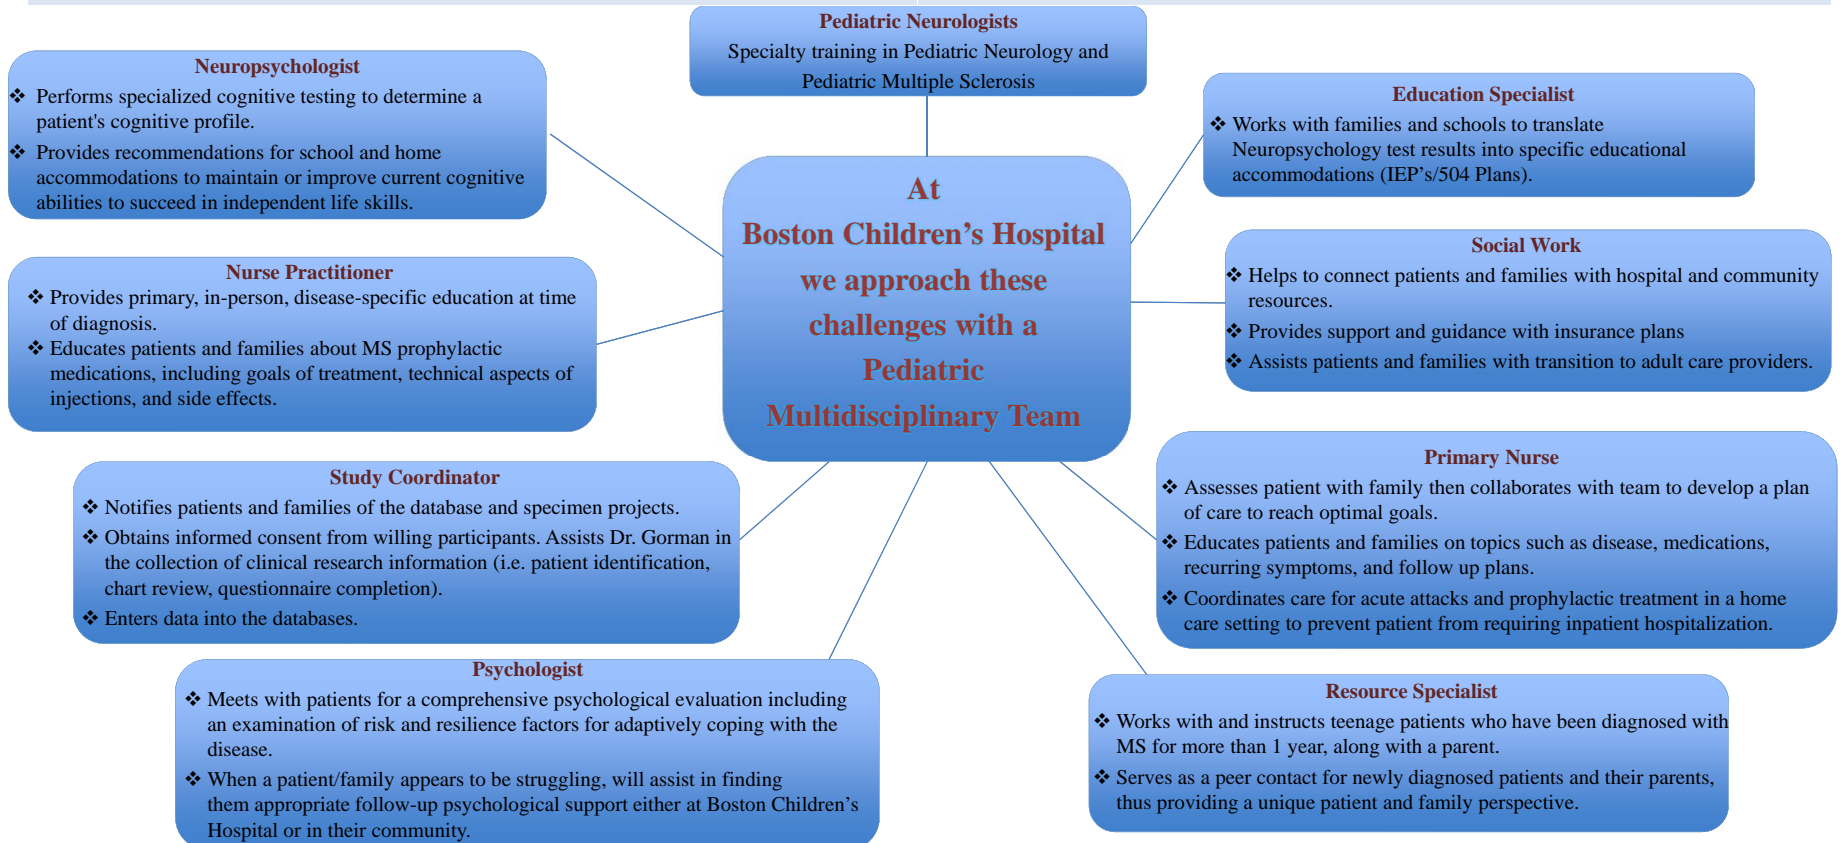 Pediatric Neurologists
Specialty training in Pediatric Neurology and
Pediatric Multiple Sclerosis
Neuropsychologist
❖ Performs specialized cognitive testing to determine a
patient's cognitive profile.
❖ Provides recommendations for school and home
accommodations to maintain or improve current cognitive
abilities to succeed in independent life skills.
Education Specialist
❖ Works with families and schools to translate
Neuropsychology test results into specific educational
accommodations (IEP’s/504 Plans).
At
Boston Children’s Hospital
we approach these
challenges with a
Pediatric
Multidisciplinary Team
Nurse Practitioner
❖ Provides primary, in-person, disease-specific education at time
of diagnosis.
❖ Educates patients and families about MS prophylactic
medications, including goals of treatment, technical aspects of
injections, and side effects.
Social Work
❖ Helps to connect patients and families with hospital and community
resources.
❖ Provides support and guidance with insurance plans
❖ Assists patients and families with transition to adult care providers.
Study Coordinator
❖ Notifies patients and families of the database and specimen projects.
❖ Obtains informed consent from willing participants. Assists Dr. Gorman in
the collection of clinical research information (i.e. patient identification,
chart review, questionnaire completion).
❖ Enters data into the databases.
Primary Nurse
❖ Assesses patient with family then collaborates with team to develop a plan
of care to reach optimal goals.
❖ Educates patients and families on topics such as disease, medications,
recurring symptoms, and follow up plans.
❖ Coordinates care for acute attacks and prophylactic treatment in a home
care setting to prevent patient from requiring inpatient hospitalization.
Psychologist
❖ Meets with patients for a comprehensive psychological evaluation including
an examination of risk and resilience factors for adaptively coping with the
disease.
❖ When a patient/family appears to be struggling, will assist in finding
them appropriate follow-up psychological support either at Boston Children’s
Hospital or in their community.
Resource Specialist
❖ Works with and instructs teenage patients who have been diagnosed with
MS for more than 1 year, along with a parent.
❖ Serves as a peer contact for newly diagnosed patients and their parents,
thus providing a unique patient and family perspective.